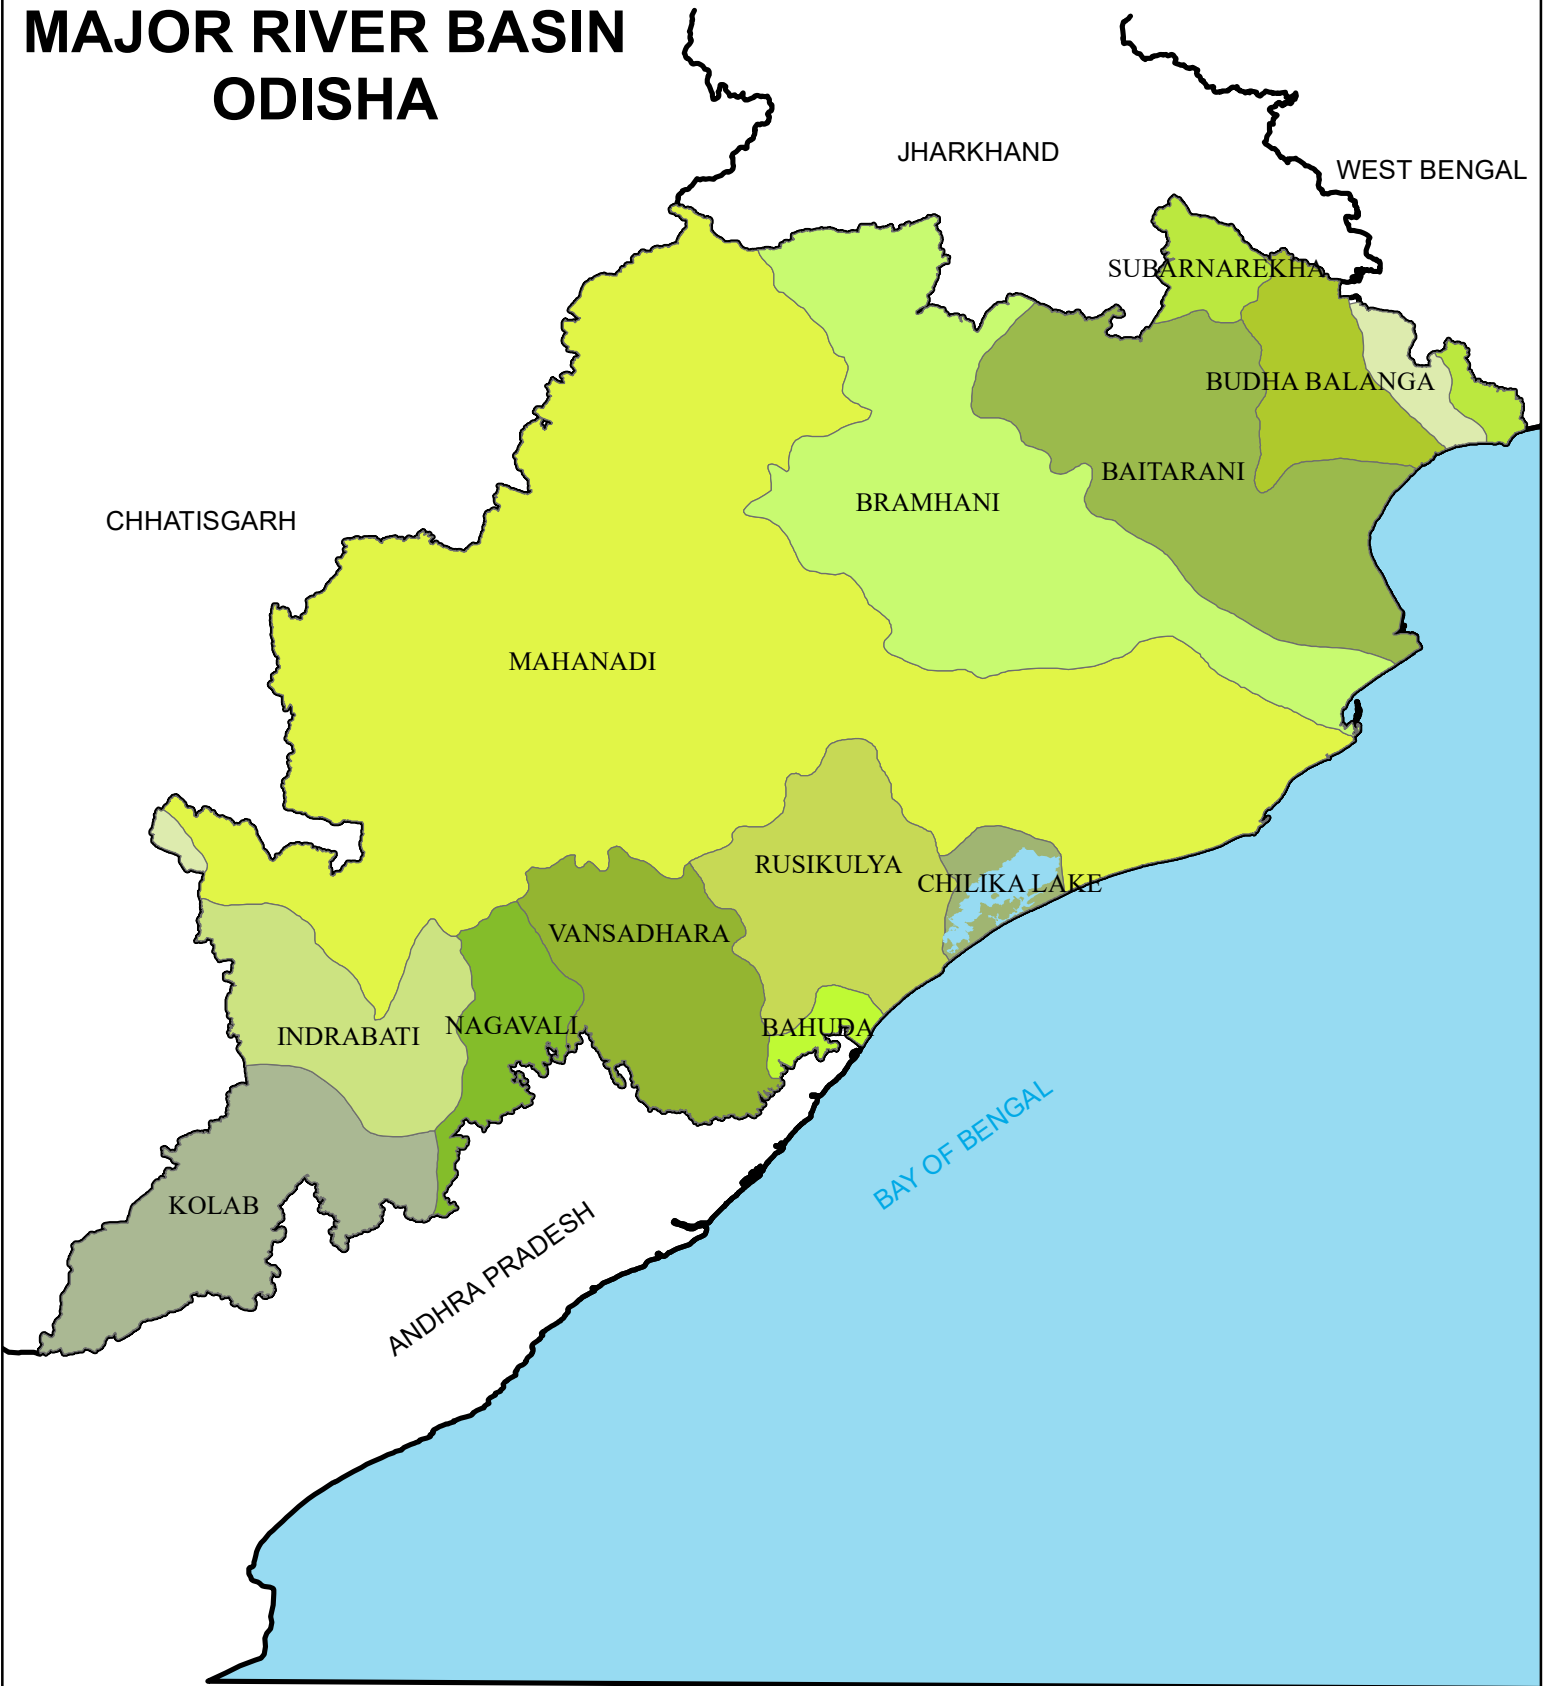 MAJOR RIVER BASIN
ODISHA
JHARKHAND
WEST BENGAL
SUBARNAREKHA
BUDHA BALANGA
BAITARANI
BRAMHANI
CHHATISGARH
MAHANADI
RUSIKULYA
CHILIKA LAKE
VANSADHARA
NAGAVALI
BAHUDA
INDRABATI
BAY OF BENGAL
KOLAB
ANDHRA PRADESH